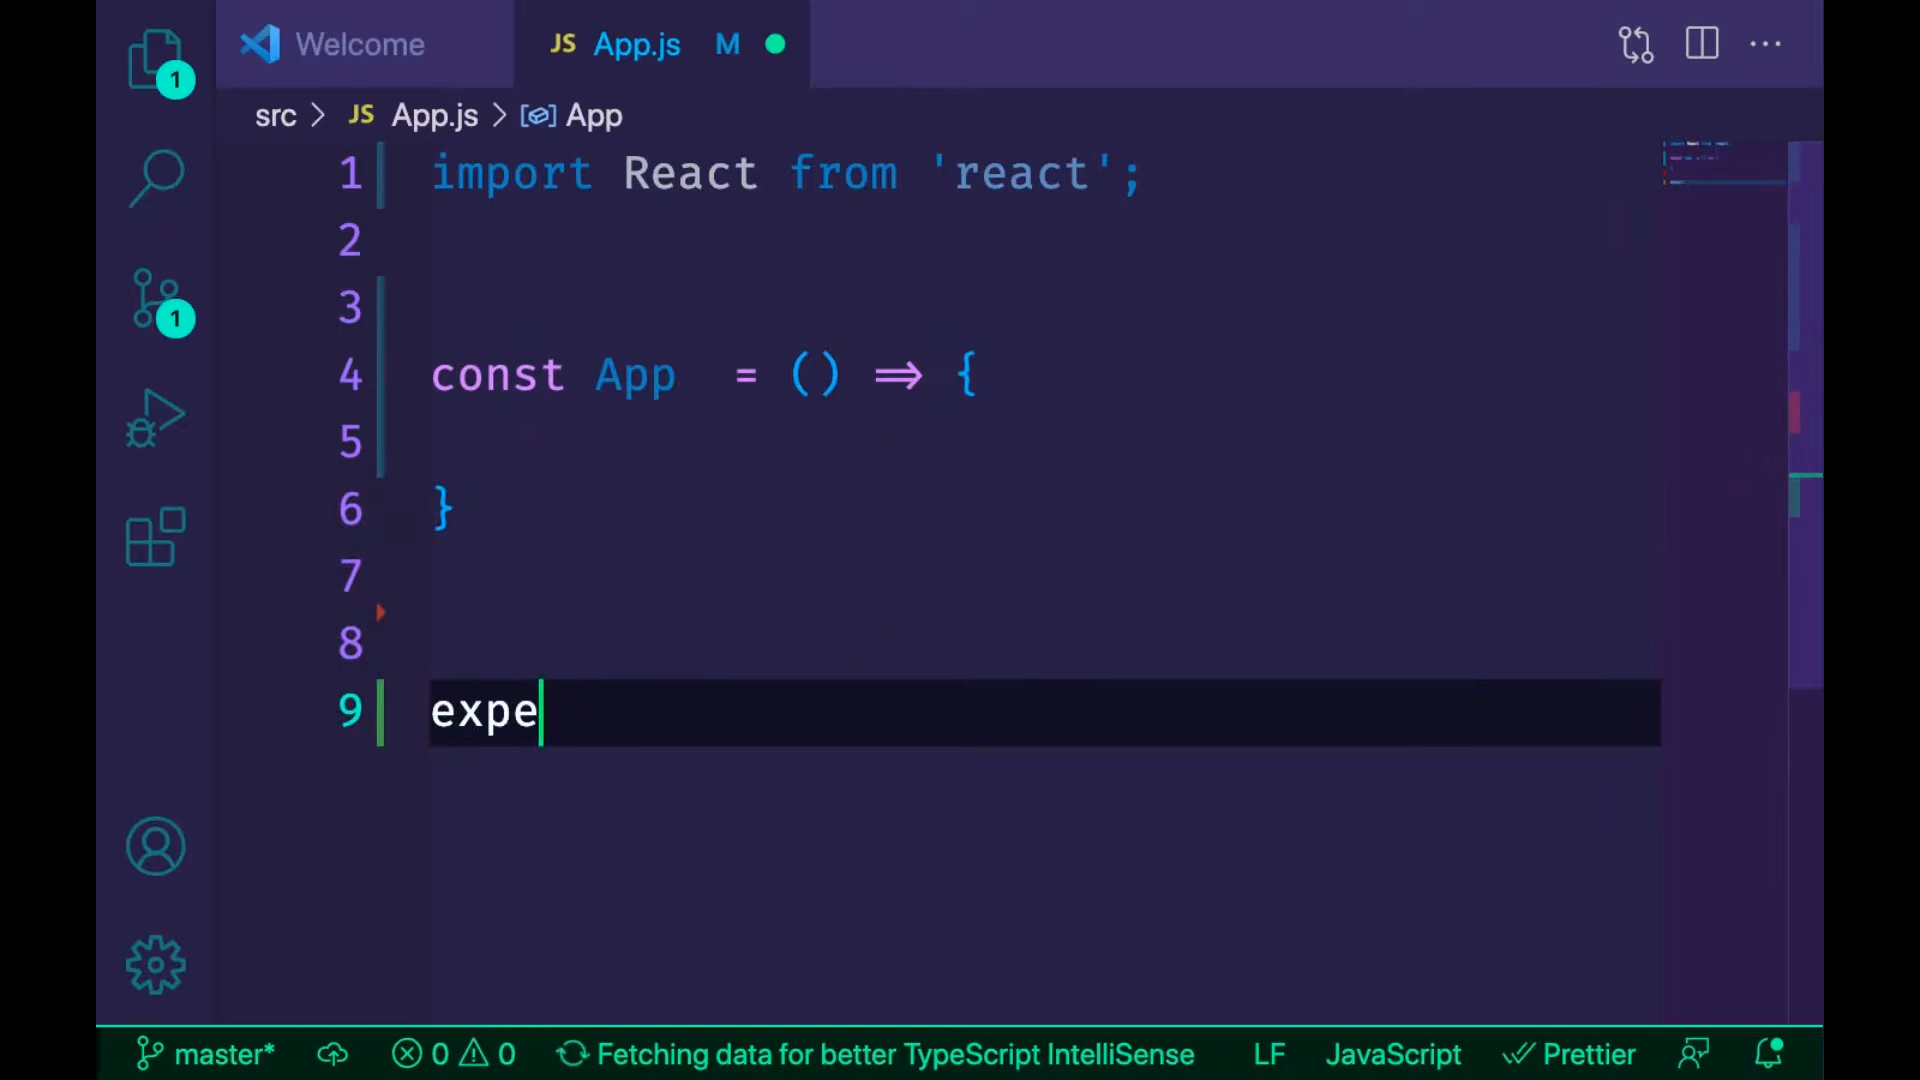 Welcome
JS App.js M
src > JS App.js > App
1 import React from 'react';
2
3
4 const App = () => {
5
6 }
7
8
9 expe
1
1
master* 0 0 Fetching data for better TypeScript IntelliSense LF JavaScript Prettier